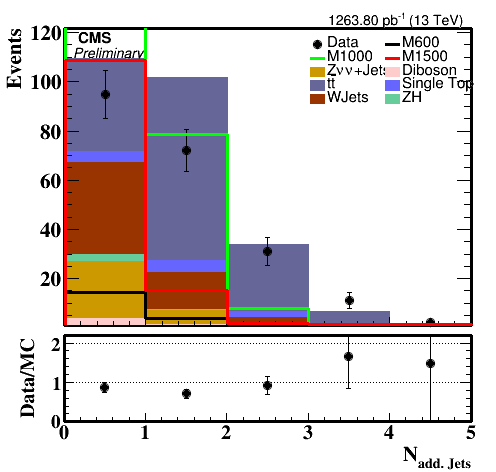 1263.80 pb⁻¹ (13 TeV)
CMS
Preliminary
Data
M600
M1000
M1500
Zνν+Jets
Diboson
tt
Single Top
WJets
ZH
Events
120
100
80
60
40
20
Data/MC
2
1
0
0 1 2 3 4 5
N add. Jets